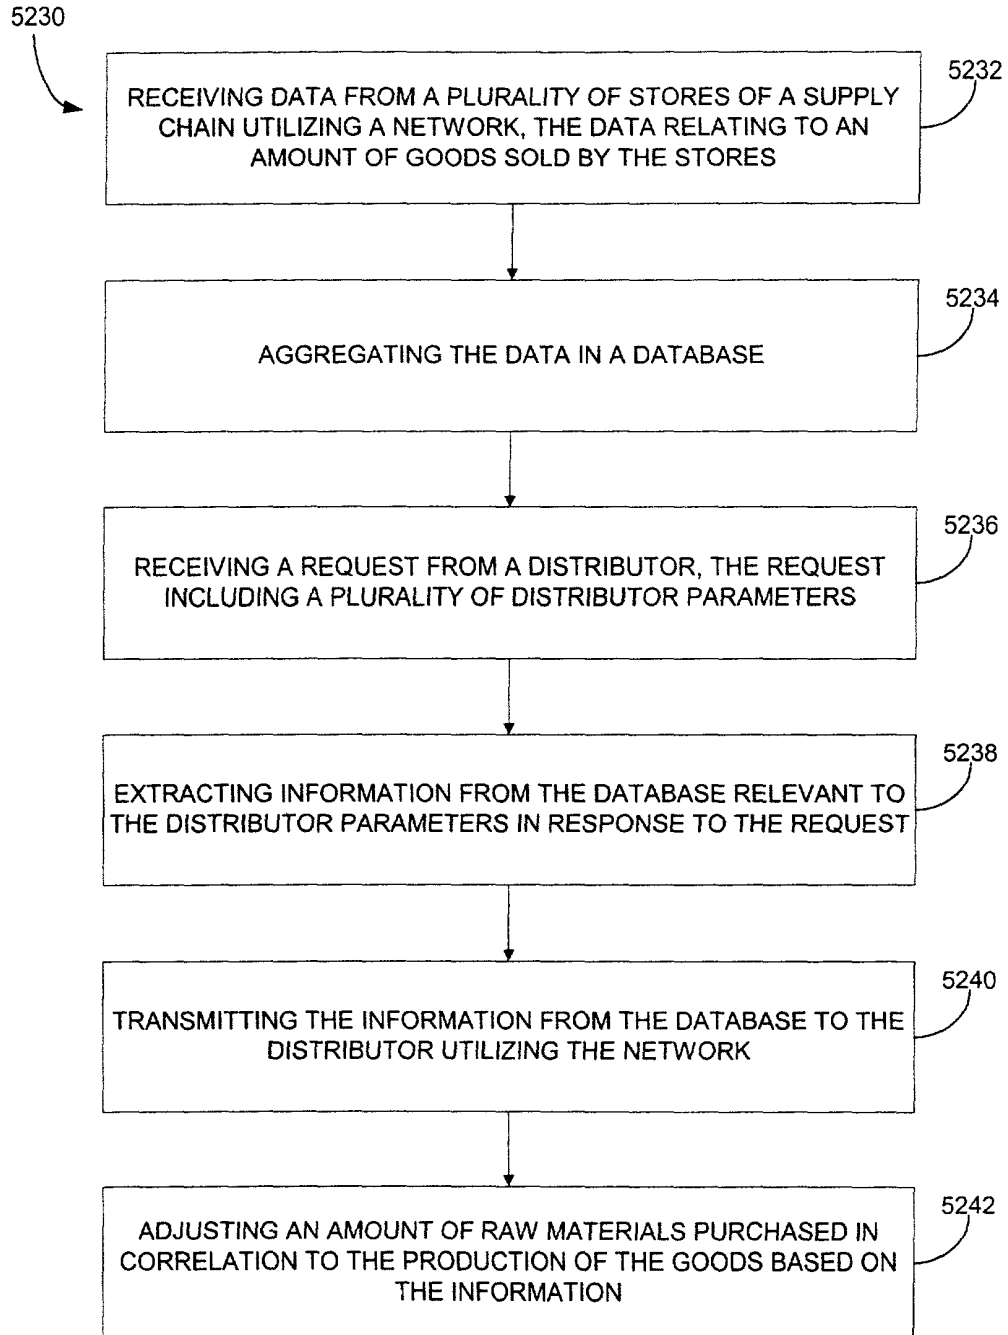 5230
5232
RECEIVING DATA FROM A PLURALITY OF STORES OF A SUPPLY
CHAIN UTILIZING A NETWORK, THE DATA RELATING TO AN
AMOUNT OF GOODS SOLD BY THE STORES
5234
AGGREGATING THE DATA IN A DATABASE
5236
RECEIVING A REQUEST FROM A DISTRIBUTOR, THE REQUEST
INCLUDING A PLURALITY OF DISTRIBUTOR PARAMETERS
5238
EXTRACTING INFORMATION FROM THE DATABASE RELEVANT TO
THE DISTRIBUTOR PARAMETERS IN RESPONSE TO THE REQUEST
5240
TRANSMITTING THE INFORMATION FROM THE DATABASE TO THE
DISTRIBUTOR UTILIZING THE NETWORK
5242
ADJUSTING AN AMOUNT OF RAW MATERIALS PURCHASED IN
CORRELATION TO THE PRODUCTION OF THE GOODS BASED ON
THE INFORMATION